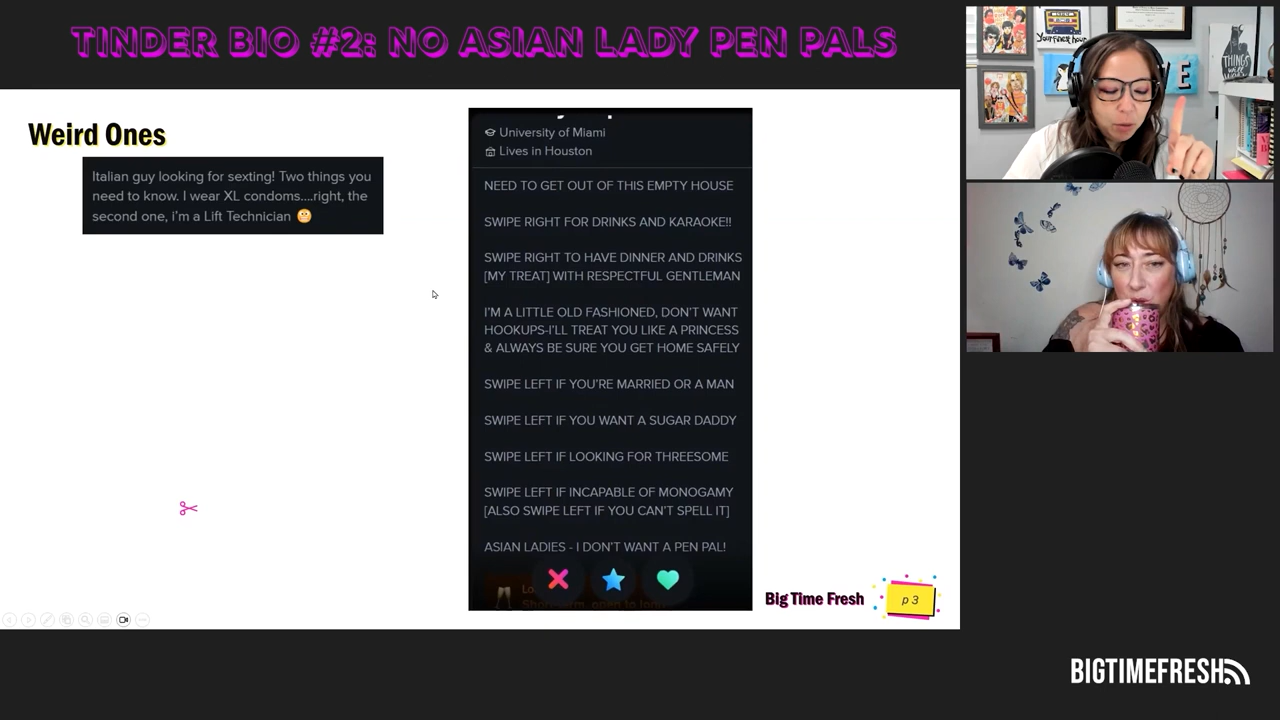 TINDER BIO #2: NO ASIAN LADY PEN PALS
Weird Ones
Italian guy looking for sexting! Two things you
need to know. I wear XL condoms....right, the
second one, i'm a Lift Technician
University of Miami
Lives in Houston
NEED TO GET OUT OF THIS EMPTY HOUSE
SWIPE RIGHT FOR DRINKS AND KARAOKE!!
SWIPE RIGHT TO HAVE DINNER AND DRINKS
[MY TREAT] WITH RESPECTFUL GENTLEMAN
I'M A LITTLE OLD FASHIONED, DON'T WANT
HOOKUPS-I'LL TREAT YOU LIKE A PRINCESS
& ALWAYS BE SURE YOU GET HOME SAFELY
SWIPE LEFT IF YOU'RE MARRIED OR A MAN
SWIPE LEFT IF YOU WANT A SUGAR DADDY
SWIPE LEFT IF LOOKING FOR THREESOME
SWIPE LEFT IF INCAPABLE OF MONOGAMY
[ALSO SWIPE LEFT IF YOU CAN'T SPELL IT]
ASIAN LADIES - I DON'T WANT A PEN PAL!
Big Time Fresh
p 3
Your finest hour
THINGS
BIGTIMEFRESH